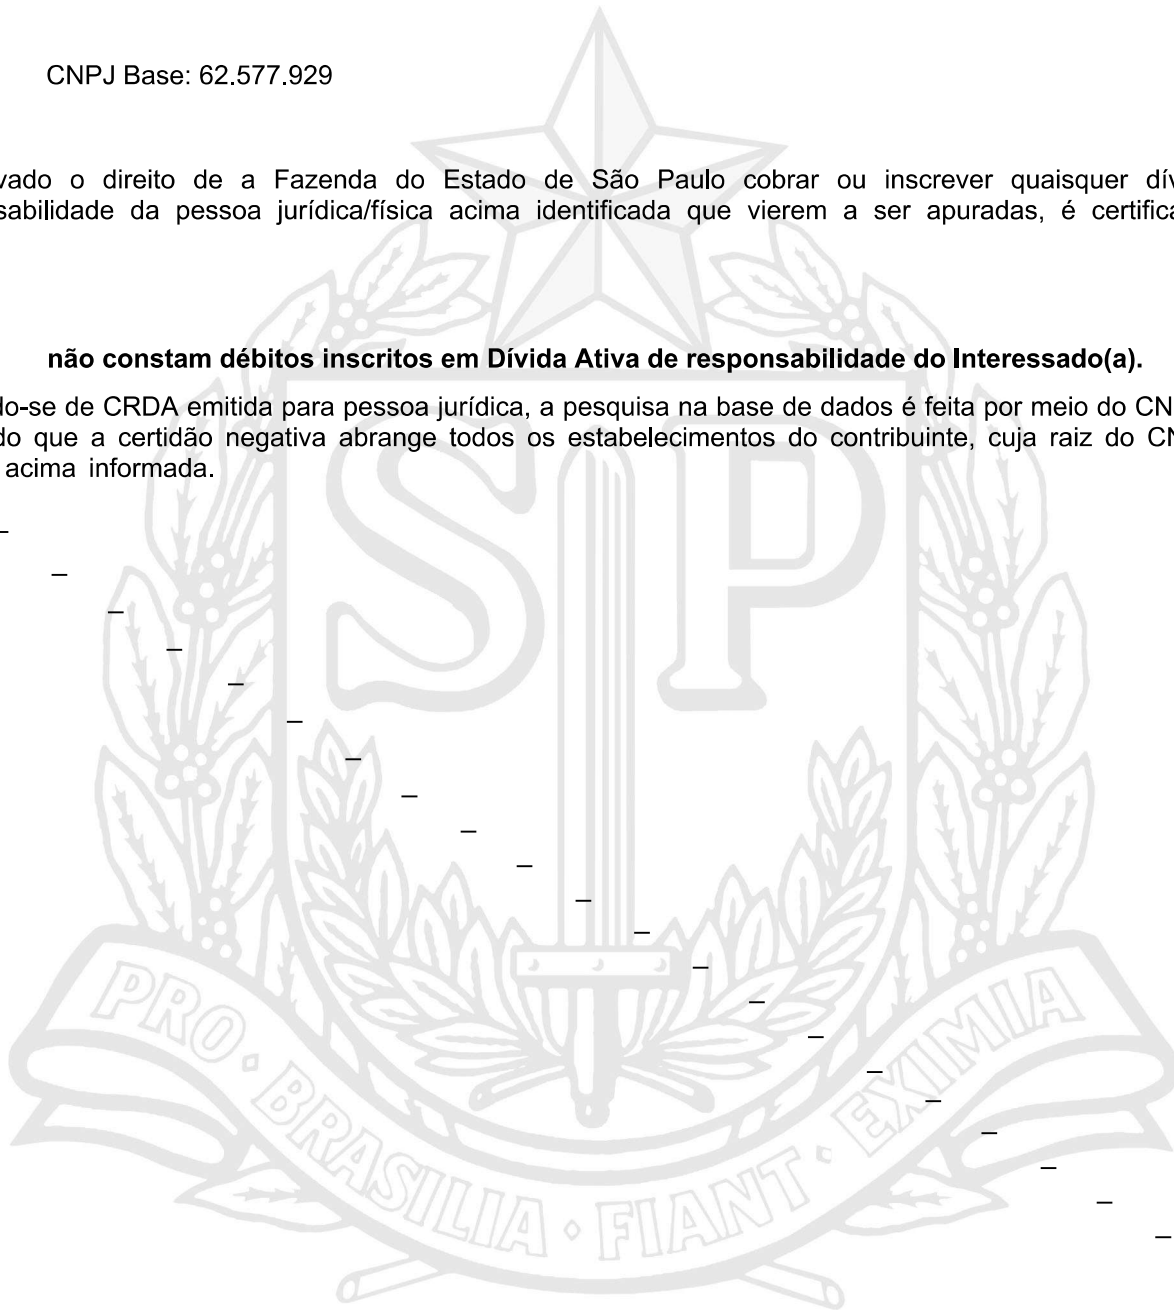 CNPJ Base: 62.577.929
vado o direito de a Fazenda do Estado de São Paulo cobrar ou inscrever quaisquer dív
sabilidade da pessoa jurídica/física acima identificada que vierem a ser apuradas, é certifica
não constam débitos inscritos em Dívida Ativa de responsabilidade do Interessado(a).
do-se de CRDA emitida para pessoa jurídica, a pesquisa na base de dados é feita por meio do CN
do que a certidão negativa abrange todos os estabelecimentos do contribuinte, cuja raiz do CN
acima informada.
SP
PRO · BRASILIA · FIANT · EXIMIA